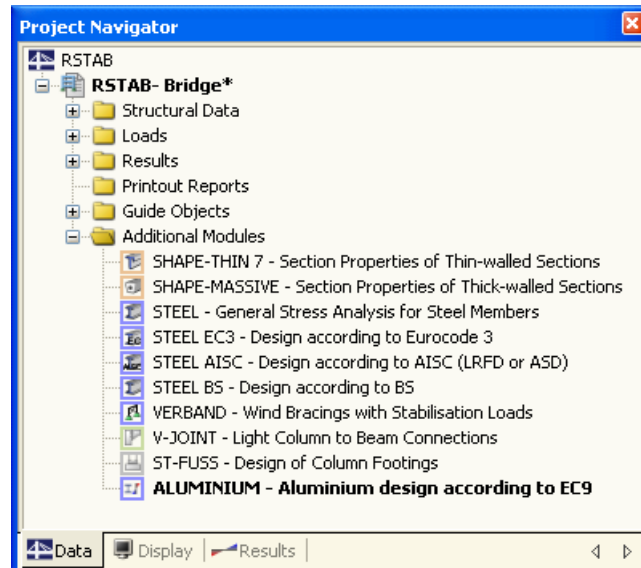 Project Navigator
RSTAB
RSTAB- Bridge*
Structural Data
Loads
Results
Printout Reports
Guide Objects
Additional Modules
SHAPE-THIN 7 - Section Properties of Thin-walled Sections
SHAPE-MASSIVE - Section Properties of Thick-walled Sections
STEEL - General Stress Analysis for Steel Members
STEEL EC3 - Design according to Eurocode 3
STEEL AISC - Design according to AISC (LRFD or ASD)
STEEL BS - Design according to BS
VERBAND - Wind Bracings with Stabilisation Loads
V-JOINT - Light Column to Beam Connections
ST-FUSS - Design of Column Footings
ALUMINIUM - Aluminium design according to EC9
Data Display Results